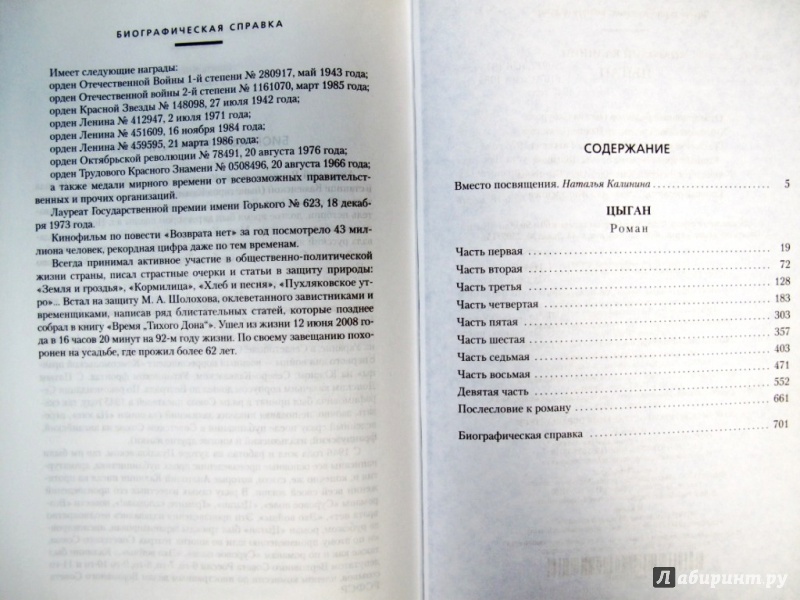 БИОГРАФИЧЕСКАЯ СПРАВКА
Имеет следующие награды:
орден Отечественной Войны 1-й степени № 280917, май 1943 года;
орден Отечественной войны 2-й степени № 1161070, март 1985 года;
орден Красной Звезды № 148098, 27 июля 1942 года;
орден Ленина № 412947, 2 июля 1971 года;
орден Ленина № 451609, 16 ноября 1984 года;
орден Ленина № 459595, 21 марта 1986 года;
орден Октябрьской революции № 78491, 20 августа 1976 года;
орден Трудового Красного Знамени № 0508496, 20 августа 1966 года;
а также медали мирного времени от всевозможных правительст-
венных и прочих организаций.
Лауреат Государственной премии имени Горького № 623, 18 декаб-
ря 1973 года.
Кинофильм по повести «Возврата нет» за год посмотрело 43 мил-
лиона человек, рекордная цифра даже по тем временам.
Всегда принимал активное участие в общественно-политической
жизни страны, писал страстные очерки и статьи в защиту природы:
«Земля и гроздья», «Кормилица», «Хлеб и песня», «Пухляковское ут-
ро»... Встал на защиту М. А. Шолохова, оклеветанного завистниками и
временщиками, написав ряд блистательных статей, которые позднее
собрал в книгу «Время „Тихого Дона“». Ушел из жизни 12 июня 2008 го-
да в 16 часов 20 минут на 92-м году жизни. По своему завещанию похо-
ронен на усадьбе, где прожил более 62 лет.
СОДЕРЖАНИЕ
Вместо посвящения. Наталья Калинина 5
ЦЫГАН
Роман
Часть первая 19
Часть вторая 72
Часть третья 128
Часть четвертая 183
Часть пятая 303
Часть шестая 357
Часть седьмая 403
Часть восьмая 471
Девятая часть 552
Послесловие к роману 661
Биографическая справка 701
Лабиринт.ру